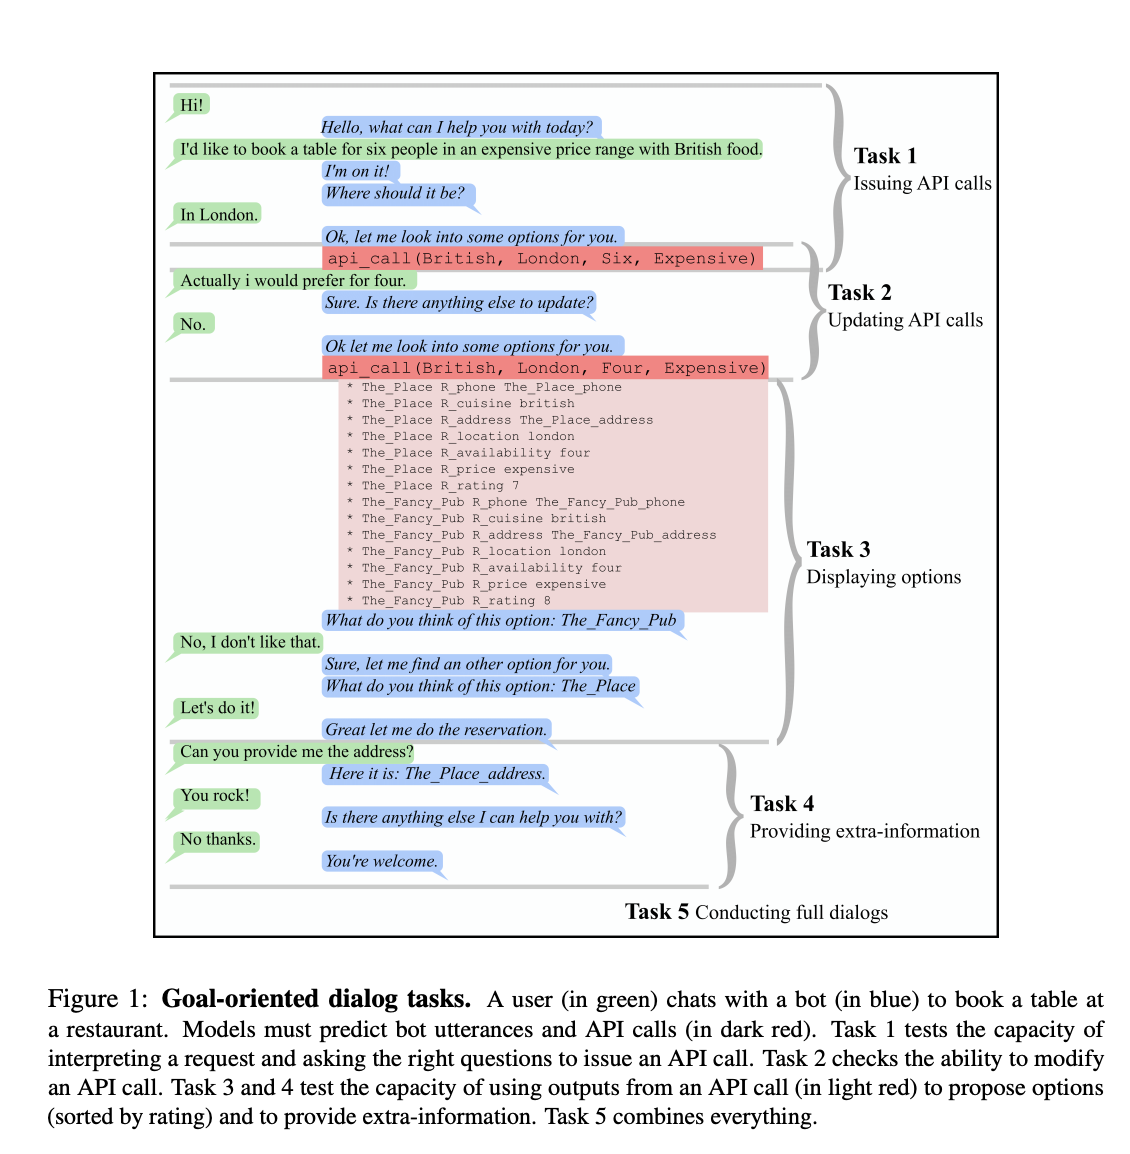 Hi!
Hello, what can I help you with today?
I'd like to book a table for six people in an expensive price range with British food.
I'm on it!
Where should it be?
In London.
Ok, let me look into some options for you.
api_call(British, London, Six, Expensive)
Task 1
Issuing API calls
Actually i would prefer for four.
Sure. Is there anything else to update?
No.
Ok let me look into some options for you.
api_call(British, London, Four, Expensive)
Task 2
Updating API calls
* The_Place R_phone The_Place_phone
* The_Place R_cuisine british
* The_Place R_address The_Place_address
* The_Place R_location london
* The_Place R_availability four
* The_Place R_price expensive
* The_Place R_rating 7
* The_Fancy_Pub R_phone The_Fancy_Pub_phone
* The_Fancy_Pub R_cuisine british
* The_Fancy_Pub R_address The_Fancy_Pub_address
* The_Fancy_Pub R_location london
* The_Fancy_Pub R_availability four
* The_Fancy_Pub R_price expensive
* The_Fancy_Pub R_rating 8
What do you think of this option: The_Fancy_Pub
No, I don't like that.
Sure, let me find an other option for you.
What do you think of this option: The_Place
Let's do it!
Great let me do the reservation.
Task 3
Displaying options
Can you provide me the address?
Here it is: The_Place_address.
You rock!
Is there anything else I can help you with?
No thanks.
You're welcome.
Task 4
Providing extra-information
Task 5 Conducting full dialogs
Figure 1: Goal-oriented dialog tasks. A user (in green) chats with a bot (in blue) to book a table at
a restaurant. Models must predict bot utterances and API calls (in dark red). Task 1 tests the capacity of
interpreting a request and asking the right questions to issue an API call. Task 2 checks the ability to modify
an API call. Task 3 and 4 test the capacity of using outputs from an API call (in light red) to propose options
(sorted by rating) and to provide extra-information. Task 5 combines everything.